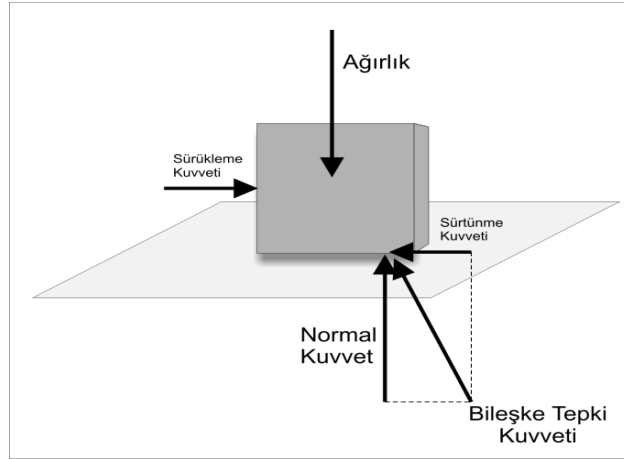 Ağırlık
Sürükleme
Kuvveti
Sürtünme
Kuvveti
Normal
Kuvvet
Bileşke Tepki
Kuvveti